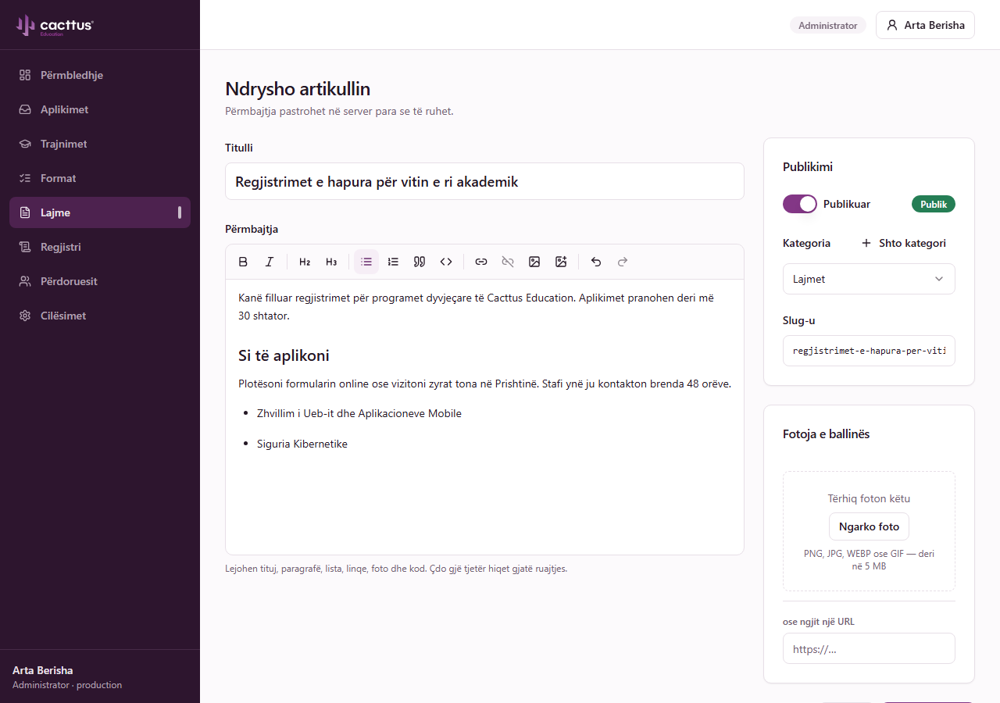 cacttus
Education
Administrator
Arta Berisha
Përmbledhje
Aplikimet
Trajnimet
Format
Lajme
Regjistri
Përdoruesit
Cilësimet
Arta Berisha
Administrator · production
Ndrysho artikullin
Përmbajtja pastrohet në server para se të ruhet.
Titulli
Regjistrimet e hapura për vitin e ri akademik
Përmbajtja
B I H2 H3
Kanë filluar regjistrimet për programet dyvjeçare të Cacttus Education. Aplikimet pranohen deri më
30 shtator.
Si të aplikoni
Plotësoni formularin online ose vizitoni zyrat tona në Prishtinë. Stafi ynë ju kontakton brenda 48 orëve.
• Zhvillim i Ueb-it dhe Aplikacioneve Mobile
• Siguria Kibernetike
Lejohen tituj, paragrafë, lista, linqe, foto dhe kod. Çdo gjë tjetër hiqet gjatë ruajtjes.
Publikimi
Publikuar
Publik
Kategoria
Shto kategori
Lajmet
Slug-u
regjistrimet-e-hapura-per-viti
Fotoja e ballinës
Tërhiq foton këtu
Ngarko foto
PNG, JPG, WEBP ose GIF — deri
në 5 MB
ose ngjit një URL
https://…